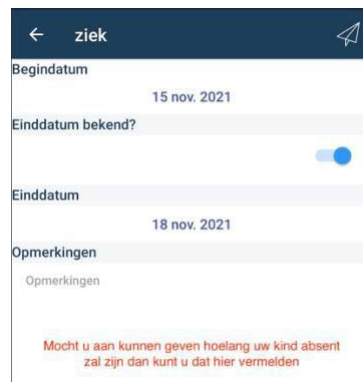 ziek
Begindatum
15 nov. 2021
Einddatum bekend?
Einddatum
18 nov. 2021
Opmerkingen
Opmerkingen
Mocht u aan kunnen geven hoelang uw kind absent
zal zijn dan kunt u dat hier vermelden